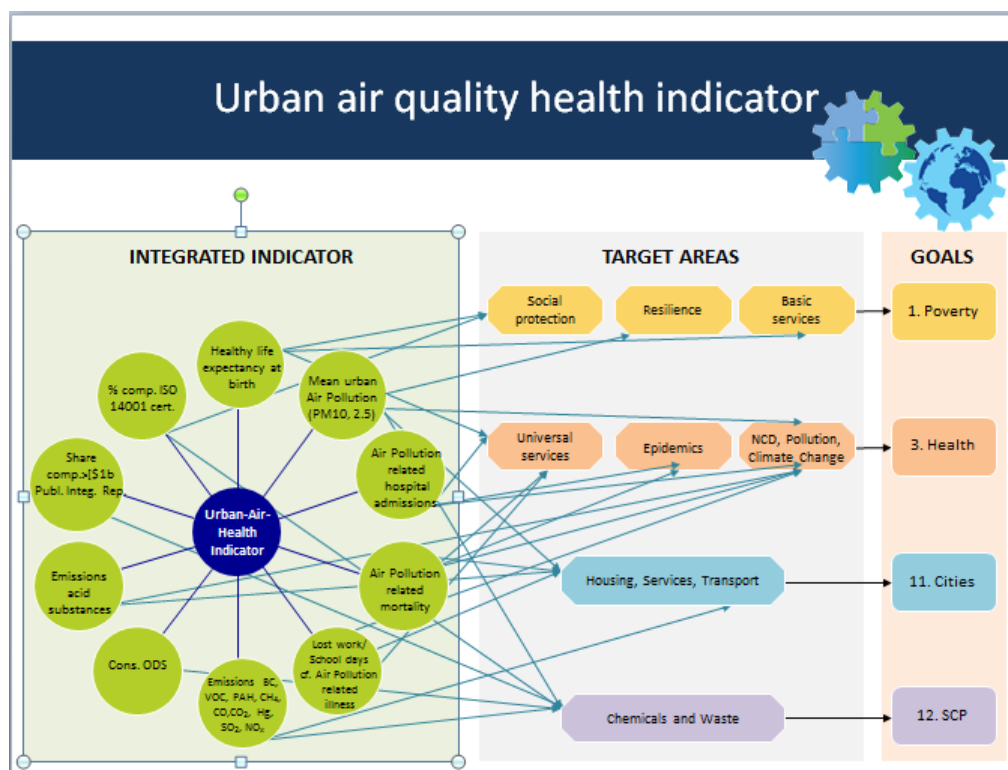 Urban air quality health indicator
INTEGRATED INDICATOR
Healthy life
expectancy at
birth
Mean urban
Air Pollution
(PM10, 2.5)
Air Pollution
related
hospital
admissions
Air Pollution
related
mortality
Lost work/
School days
cf. Air Pollution
related
illness
Emissions BC,
VOC, PAH, CH₄,
CO,CO₂, Hg,
SO₂, NOₓ
Cons. ODS
Emissions
acid
substances
Share
comp.>]$1b
Publ. Integ. Rep.
% comp. ISO
14001 cert.
Urban-Air-
Health
Indicator
TARGET AREAS
Social
protection
Resilience
Basic
services
Universal
services
Epidemics
NCD, Pollution,
Climate Change
Housing, Services, Transport
Chemicals and Waste
GOALS
1. Poverty
3. Health
11. Cities
12. SCP